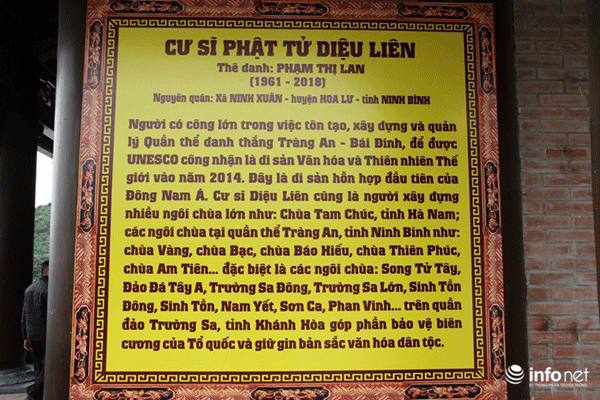 CƯ SĨ PHẬT TỬ DIỆU LIÊN
Thế danh: PHẠM THỊ LAN
(1961 - 2018)
Nguyên quán: Xã NINH XUÂN - huyện HOA LƯ - tỉnh NINH BÌNH
Người có công lớn trong việc tôn tạo, xây dựng và quản
lý Quần thể danh thắng Tràng An - Bái Đính, để được
UNESCO công nhận là di sản Văn hóa và Thiên nhiên Thế
giới vào năm 2014. Đây là di sản hỗn hợp đầu tiên của
Đông Nam Á. Cư sĩ Diệu Liên cũng là người xây dựng
nhiều ngôi chùa lớn như: Chùa Tam Chúc, tỉnh Hà Nam;
các ngôi chùa tại quần thể Tràng An, tỉnh Ninh Bình như:
chùa Vàng, chùa Bạc, chùa Báo Hiếu, chùa Thiên Phúc,
chùa Am Tiên... đặc biệt là các ngôi chùa: Song Tử Tây,
Đảo Đá Tây A, Trường Sa Đông, Trường Sa Lớn, Sinh Tồn
Đông, Sinh Tồn, Nam Yết, Sơn Ca, Phan Vinh... trên quần
đảo Trường Sa, tỉnh Khánh Hòa góp phần bảo vệ biên
cương của Tổ quốc và giữ gìn bản sắc văn hóa dân tộc.
infonet